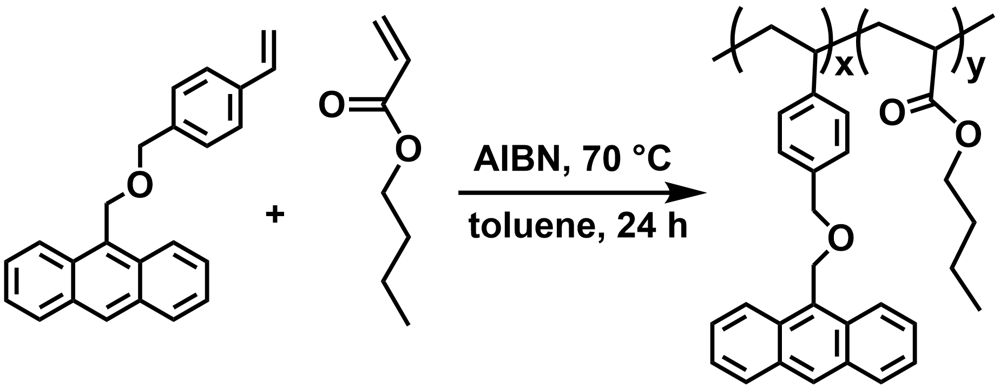 O
O
O
+
AIBN, 70 °C
toluene, 24 h
x
y
O
O
O